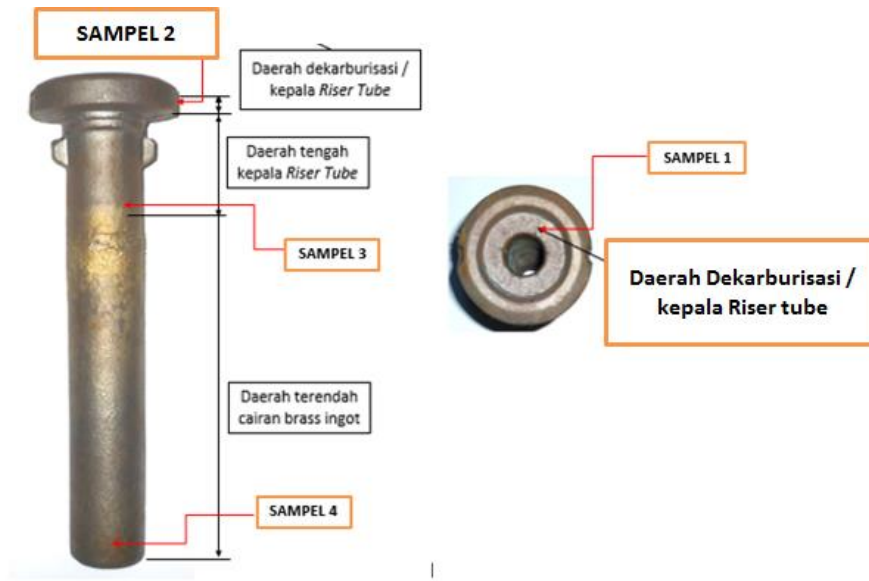 SAMPEL 2
Daerah dekarburisasi /
kepala Riser Tube
Daerah tengah
kepala Riser Tube
SAMPEL 3
Daerah terendah
cairan brass ingot
SAMPEL 4
SAMPEL 1
Daerah Dekarburisasi /
kepala Riser tube